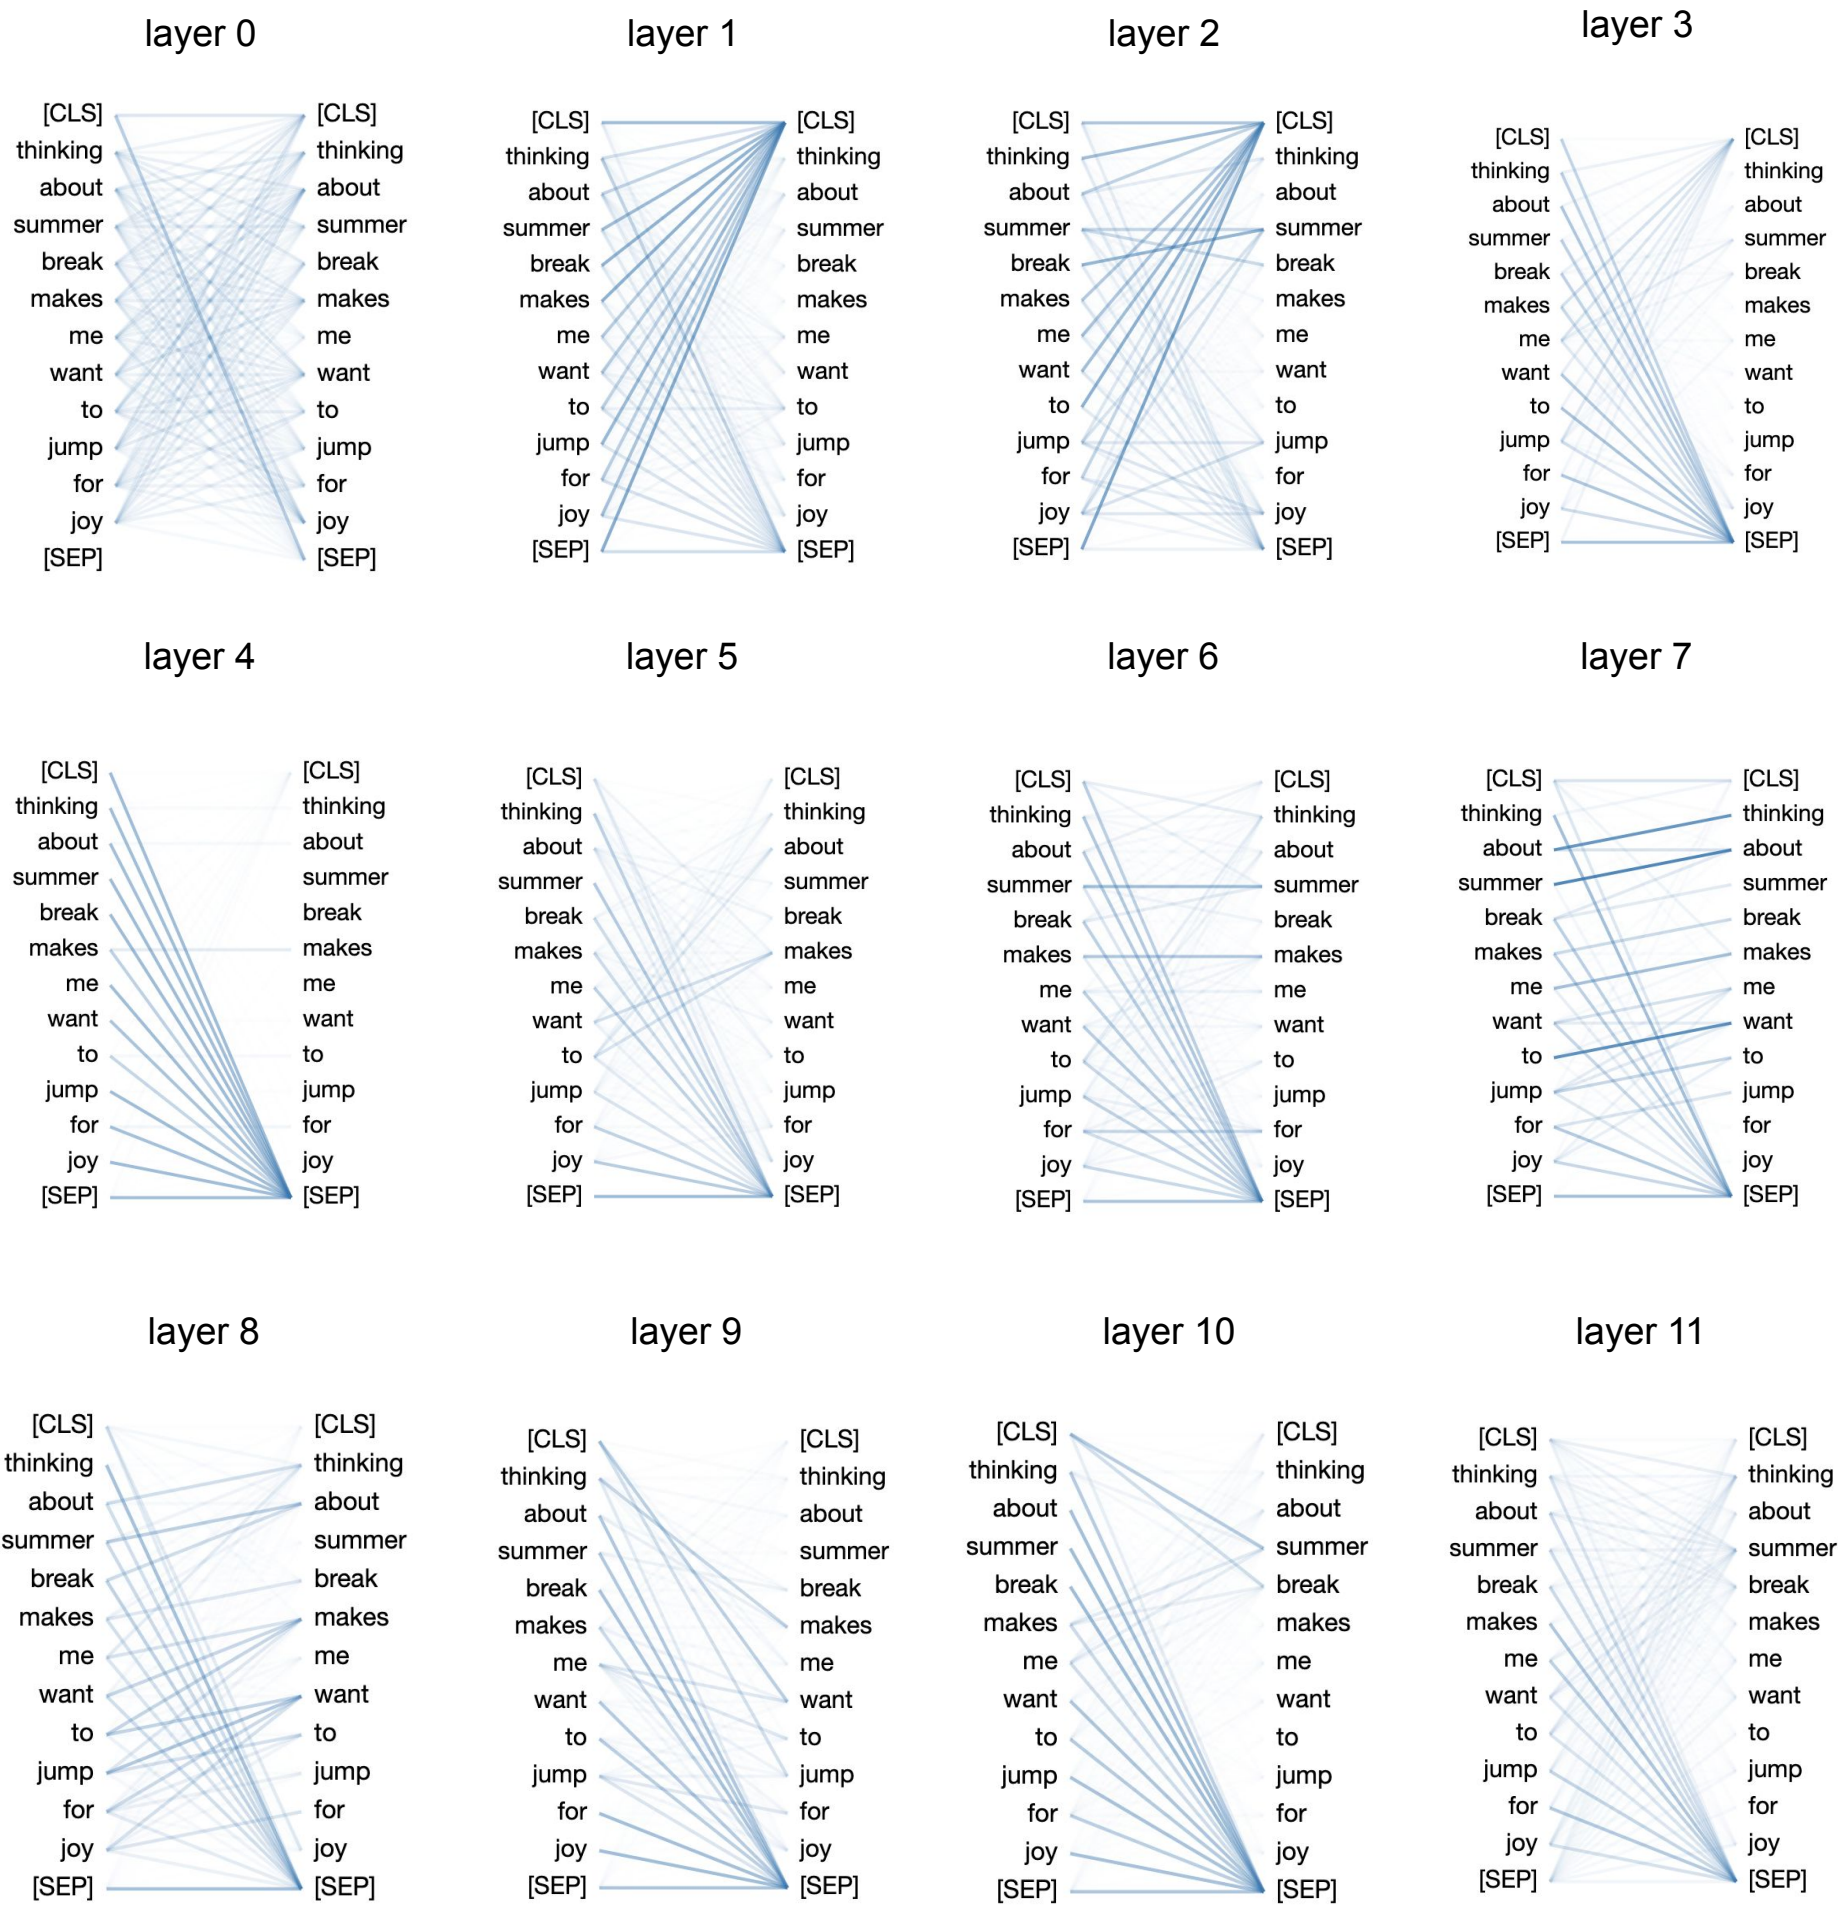 layer 0 layer 1 layer 2 layer 3
[CLS] [CLS] [CLS] [CLS] [CLS] [CLS] [CLS] [CLS]
thinking thinking thinking thinking thinking thinking thinking thinking
about about about about about about about about
summer summer summer summer summer summer summer summer
break break break break break break break break
makes makes makes makes makes makes makes makes
me me me me me me me me
want want want want want want want want
to to to to to to to to
jump jump jump jump jump jump jump jump
for for for for for for for for
joy joy joy joy joy joy joy joy
[SEP] [SEP] [SEP] [SEP] [SEP] [SEP] [SEP] [SEP]
layer 4 layer 5 layer 6 layer 7
[CLS] [CLS] [CLS] [CLS] [CLS] [CLS] [CLS] [CLS]
thinking thinking thinking thinking thinking thinking thinking thinking
about about about about about about about about
summer summer summer summer summer summer summer summer
break break break break break break break break
makes makes makes makes makes makes makes makes
me me me me me me me me
want want want want want want want want
to to to to to to to to
jump jump jump jump jump jump jump jump
for for for for for for for for
joy joy joy joy joy joy joy joy
[SEP] [SEP] [SEP] [SEP] [SEP] [SEP] [SEP] [SEP]
layer 8 layer 9 layer 10 layer 11
[CLS] [CLS] [CLS] [CLS] [CLS] [CLS] [CLS] [CLS]
thinking thinking thinking thinking thinking thinking thinking thinking
about about about about about about about about
summer summer summer summer summer summer summer summer
break break break break break break break break
makes makes makes makes makes makes makes makes
me me me me me me me me
want want want want want want want want
to to to to to to to to
jump jump jump jump jump jump jump jump
for for for for for for for for
joy joy joy joy joy joy joy joy
[SEP] [SEP] [SEP] [SEP] [SEP] [SEP] [SEP] [SEP]